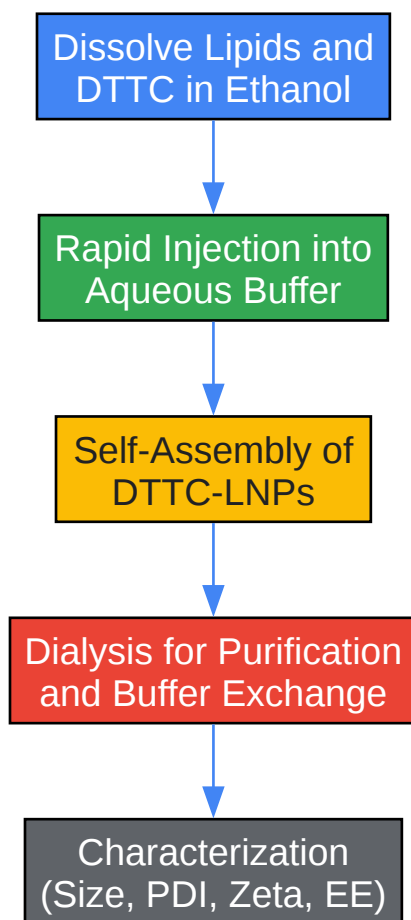 Dissolve Lipids and
DTTC in Ethanol
Rapid Injection into
Aqueous Buffer
Self-Assembly of
DTTC-LNPs
Dialysis for Purification
and Buffer Exchange
Characterization
(Size, PDI, Zeta, EE)